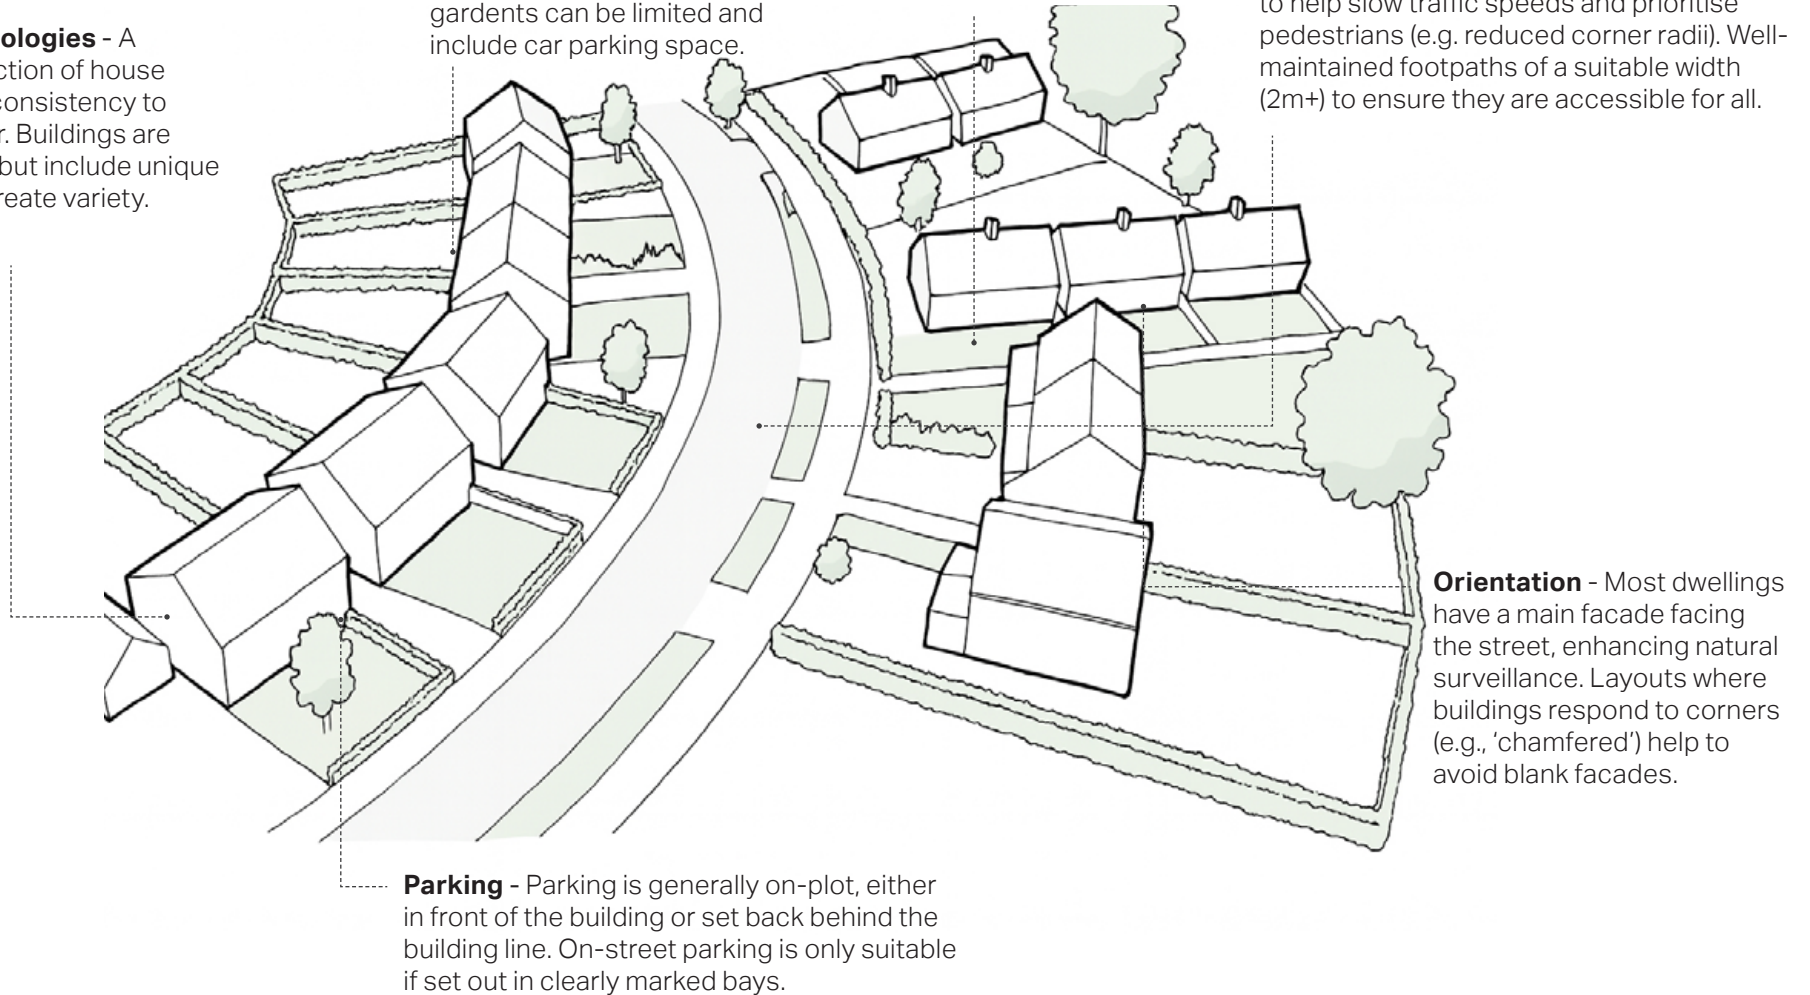 gardents can be limited and
include car parking space.
ologies - A
ction of house
consistency to
r. Buildings are
but include unique
reate variety.
to help slow traffic speeds and prioritise
pedestrians (e.g. reduced corner radii). Well-
maintained footpaths of a suitable width
(2m+) to ensure they are accessible for all.
Orientation - Most dwellings
have a main facade facing
the street, enhancing natural
surveillance. Layouts where
buildings respond to corners
(e.g., ‘chamfered’) help to
avoid blank facades.
Parking - Parking is generally on-plot, either
in front of the building or set back behind the
building line. On-street parking is only suitable
if set out in clearly marked bays.